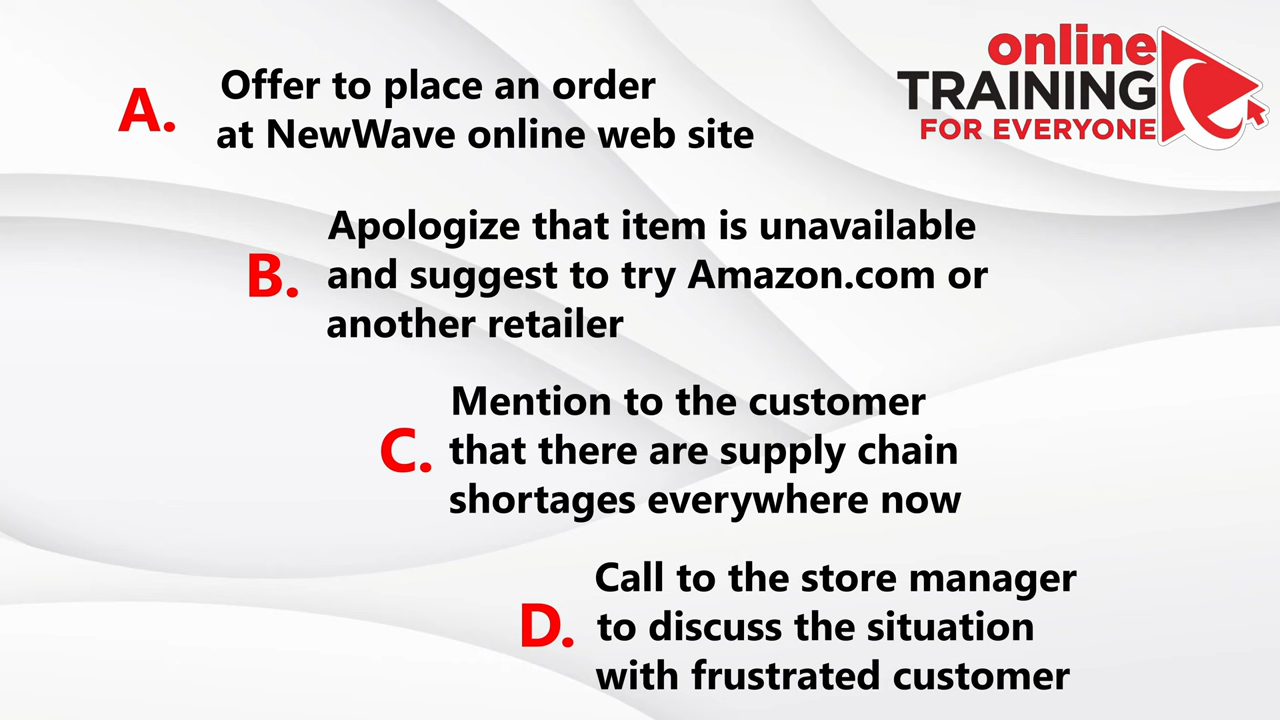 online
TRAINING
FOR EVERYONE
A. Offer to place an order
at NewWave online web site
B. Apologize that item is unavailable
and suggest to try Amazon.com or
another retailer
C. Mention to the customer
that there are supply chain
shortages everywhere now
D. Call to the store manager
to discuss the situation
with frustrated customer